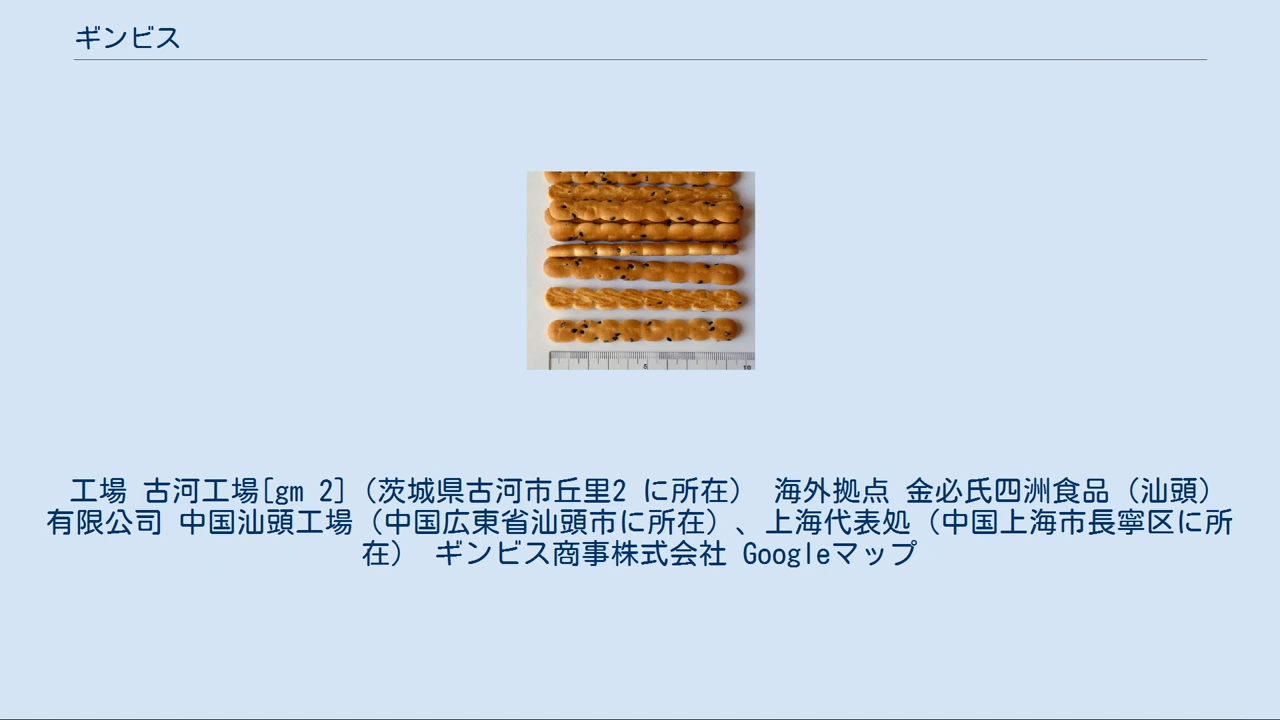 ギンビス
5 10
工場 古河工場[gm 2]（茨城県古河市丘里2 に所在） 海外拠点 金必氏四洲食品（汕頭）
有限公司 中国汕頭工場（中国広東省汕頭市に所在）、上海代表処（中国上海市長寧区に所
在） ギンビス商事株式会社 Googleマップ